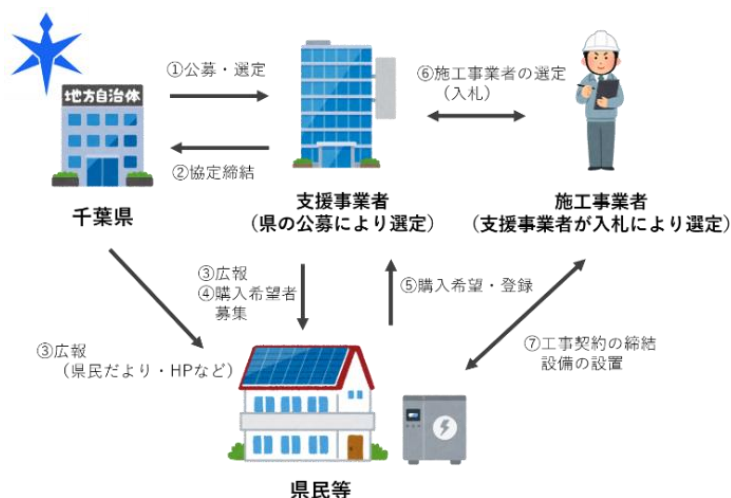 ①公募・選定
地方自治体
②協定締結
千葉県
支援事業者
(県の公募により選定)
⑥施工事業者の選定
(入札)
施工事業者
(支援事業者が入札により選定)
③広報
④購入希望者
募集
⑤購入希望・登録
③広報
(県民だより・HPなど)
⑦工事契約の締結
設備の設置
県民等